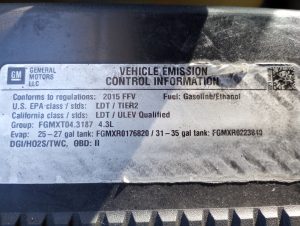 GM GENERAL MOTORS LLC
VEHICLE EMISSION
CONTROL INFORMATION
Conforms to regulations: 2015 FFV Fuel: Gasoline/Ethanol
U.S. EPA class / stds: LDT / TIER2
California class / stds: LDT / ULEV Qualified
Group: FGMXT04.3187 4.3L
Evap: 25-27 gal tank: FGMXR0176820 / 31-35 gal tank:
DGI/HO2S/TWC, OBD: II